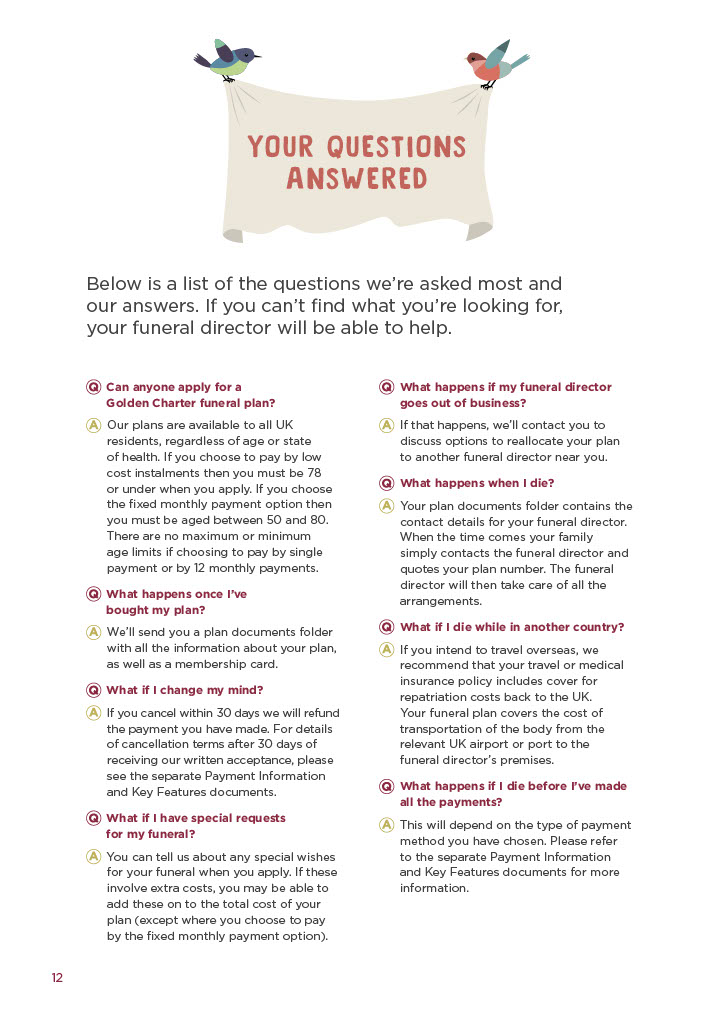 YOUR QUESTIONS
ANSWERED
Below is a list of the questions we’re asked most and
our answers. If you can’t find what you’re looking for,
your funeral director will be able to help.
Q Can anyone apply for a
Golden Charter funeral plan?
A Our plans are available to all UK
residents, regardless of age or state
of health. If you choose to pay by low
cost instalments then you must be 78
or under when you apply. If you choose
the fixed monthly payment option then
you must be aged between 50 and 80.
There are no maximum or minimum
age limits if choosing to pay by single
payment or by 12 monthly payments.
Q What happens once I’ve
bought my plan?
A We’ll send you a plan documents folder
with all the information about your plan,
as well as a membership card.
Q What if I change my mind?
A If you cancel within 30 days we will refund
the payment you have made. For details
of cancellation terms after 30 days of
receiving our written acceptance, please
see the separate Payment Information
and Key Features documents.
Q What if I have special requests
for my funeral?
A You can tell us about any special wishes
for your funeral when you apply. If these
involve extra costs, you may be able to
add these on to the total cost of your
plan (except where you choose to pay
by the fixed monthly payment option).
Q What happens if my funeral director
goes out of business?
A If that happens, we’ll contact you to
discuss options to reallocate your plan
to another funeral director near you.
Q What happens when I die?
A Your plan documents folder contains the
contact details for your funeral director.
When the time comes your family
simply contacts the funeral director and
quotes your plan number. The funeral
director will then take care of all the
arrangements.
Q What if I die while in another country?
A If you intend to travel overseas, we
recommend that your travel or medical
insurance policy includes cover for
repatriation costs back to the UK.
Your funeral plan covers the cost of
transportation of the body from the
relevant UK airport or port to the
funeral director’s premises.
Q What happens if I die before I’ve made
all the payments?
A This will depend on the type of payment
method you have chosen. Please refer
to the separate Payment Information
and Key Features documents for more
information.
12